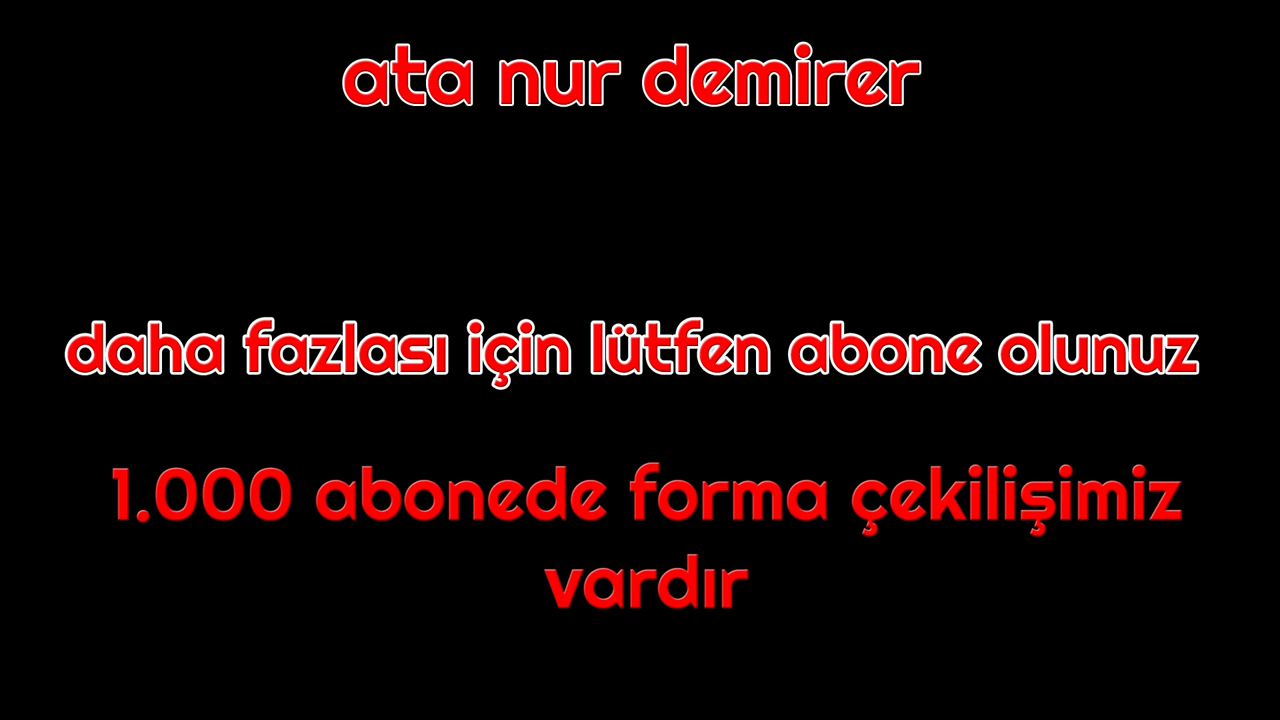 ata nur demirer
daha fazlası için lütfen abone olunuz
1.000 abonede forma çekilişimiz
vardır